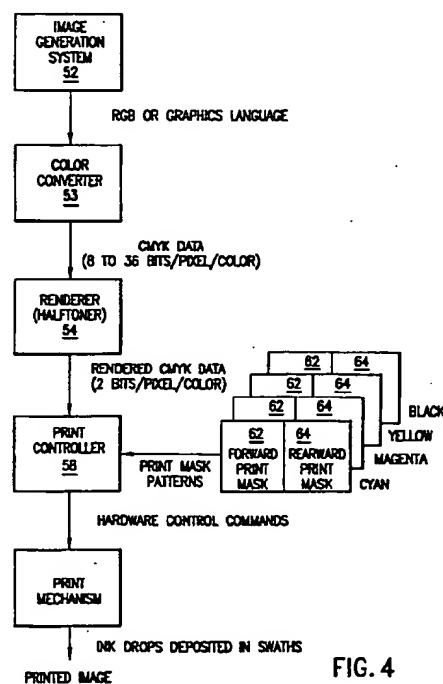 IMAGE
GENERATION
SYSTEM
52
RGB OR GRAPHICS LANGUAGE
COLOR
CONVERTER
53
CMYK DATA
(8 TO 36 BITS/PIXEL/COLOR)
RENDERER
(HALFTONER)
54
RENDERED CMYK DATA
(2 BITS/PIXEL/COLOR)
62 64
62 64
62 64
BLACK
YELLOW
MAGENTA
CYAN
62 64
FORWARD REARWARD
PRINT PRINT
MASK MASK
PRINT
CONTROLLER
58
PRINT MASK
PATTERNS
HARDWARE CONTROL COMMANDS
PRINT
MECHANISM
INK DROPS DEPOSITED IN SWATHS
PRINTED IMAGE
FIG. 4